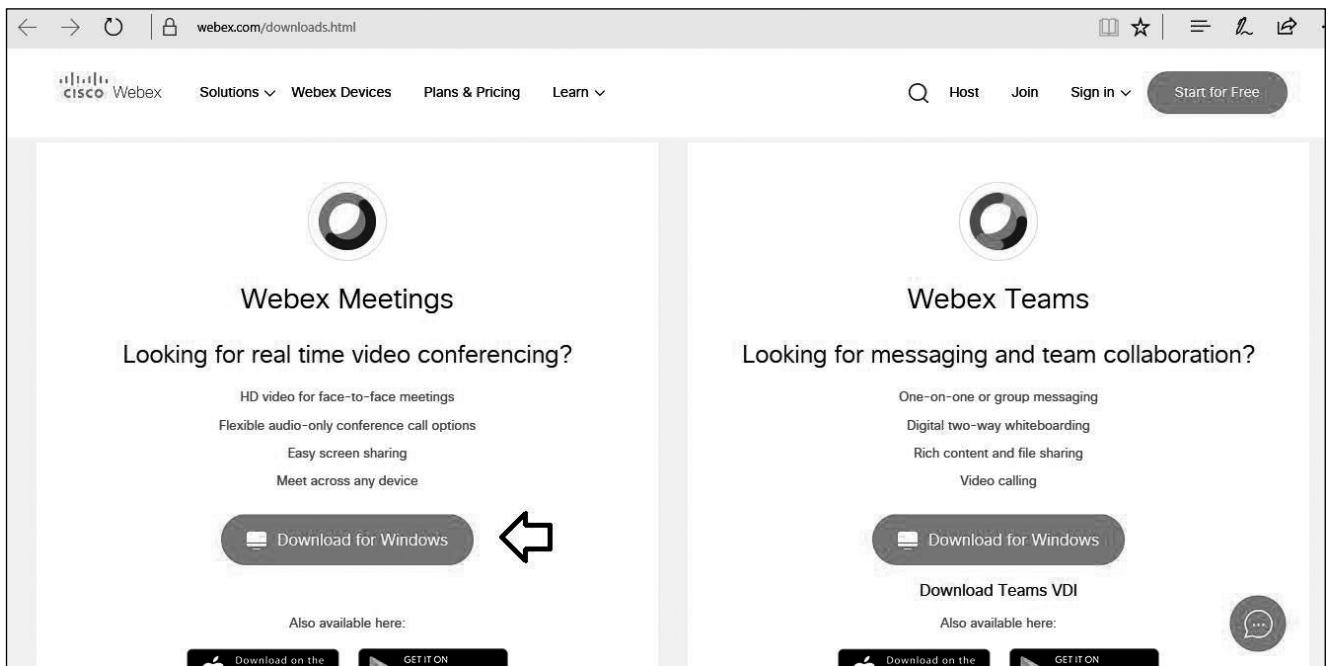 webex.com/downloads.html
CISCO Webex Solutions Webex Devices Plans & Pricing Learn Host Join Sign in Start for Free
Webex Meetings
Looking for real time video conferencing?
HD video for face-to-face meetings
Flexible audio-only conference call options
Easy screen sharing
Meet across any device
Download for Windows
Also available here:
Download on the
GET IT ON
Webex Teams
Looking for messaging and team collaboration?
One-on-one or group messaging
Digital two-way whiteboarding
Rich content and file sharing
Video calling
Download for Windows
Download Teams VDI
Also available here:
Download on the
GET IT ON